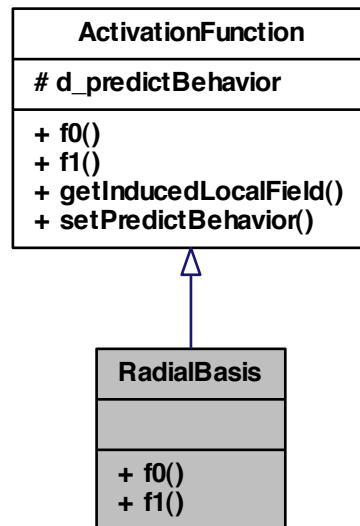 ActivationFunction
# d_predictBehavior
+ f0()
+ f1()
+ getInducedLocalField()
+ setPredictBehavior()
RadialBasis
+ f0()
+ f1()